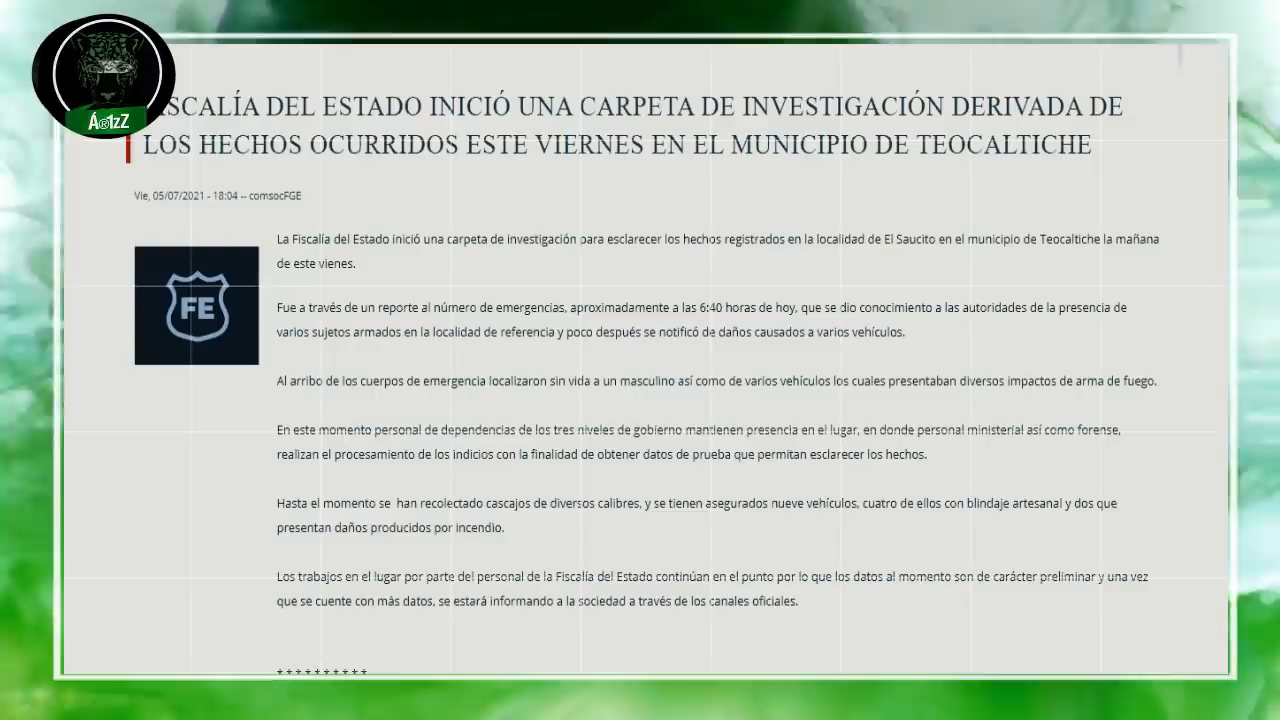 Á®1zZ
SCALÍA DEL ESTADO INICIÓ UNA CARPETA DE INVESTIGACIÓN DERIVADA DE
LOS HECHOS OCURRIDOS ESTE VIERNES EN EL MUNICIPIO DE TEOCALTICHE
Vie, 05/07/2021 - 18:04 -- comsocFGE
FE
La Fiscalía del Estado inició una carpeta de investigación para esclarecer los hechos registrados en la localidad de El Saucito en el municipio de Teocaltiche la mañana
de este vienes.
Fue a través de un reporte al número de emergencias, aproximadamente a las 6:40 horas de hoy, que se dio conocimiento a las autoridades de la presencia de
varios sujetos armados en la localidad de referencia y poco después se notificó de daños causados a varios vehículos.
Al arribo de los cuerpos de emergencia localizaron sin vida a un masculino así como de varios vehículos los cuales presentaban diversos impactos de arma de fuego.
En este momento personal de dependencias de los tres niveles de gobierno mantienen presencia en el lugar, en donde personal ministerial así como forense,
realizan el procesamiento de los indicios con la finalidad de obtener datos de prueba que permitan esclarecer los hechos.
Hasta el momento se han recolectado cascajos de diversos calibres, y se tienen asegurados nueve vehículos, cuatro de ellos con blindaje artesanal y dos que
presentan daños producidos por incendio.
Los trabajos en el lugar por parte del personal de la Fiscalía del Estado continúan en el punto por lo que los datos al momento son de carácter preliminar y una vez
que se cuente con más datos, se estará informando a la sociedad a través de los canales oficiales.
++++++++++